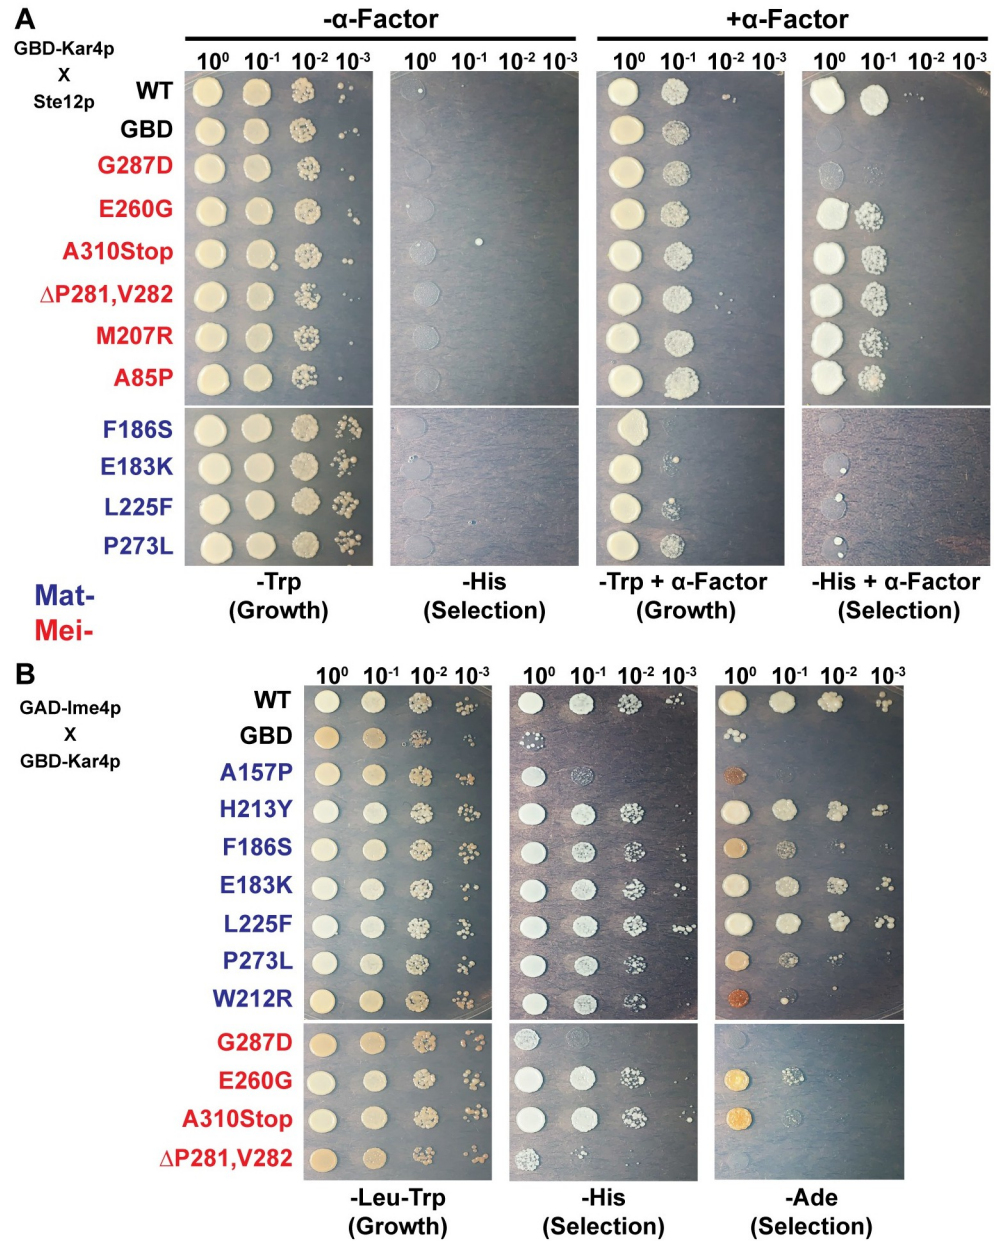 A
-α-Factor +α-Factor
GBD-Kar4p
X
Ste12p
10⁰ 10⁻¹ 10⁻² 10⁻³ 10⁰ 10⁻¹ 10⁻² 10⁻³ 10⁰ 10⁻¹ 10⁻² 10⁻³ 10⁰ 10⁻¹ 10⁻² 10⁻³
WT
GBD
G287D
E260G
A310Stop
ΔP281,V282
M207R
A85P
F186S
E183K
L225F
P273L
-Trp -His -Trp + α-Factor -His + α-Factor
(Growth) (Selection) (Growth) (Selection)
Mat-
Mei-
B
GAD-Ime4p
X
GBD-Kar4p
10⁰ 10⁻¹ 10⁻² 10⁻³ 10⁰ 10⁻¹ 10⁻² 10⁻³ 10⁰ 10⁻¹ 10⁻² 10⁻³
WT
GBD
A157P
H213Y
F186S
E183K
L225F
P273L
W212R
G287D
E260G
A310Stop
ΔP281,V282
-Leu-Trp -His -Ade
(Growth) (Selection) (Selection)